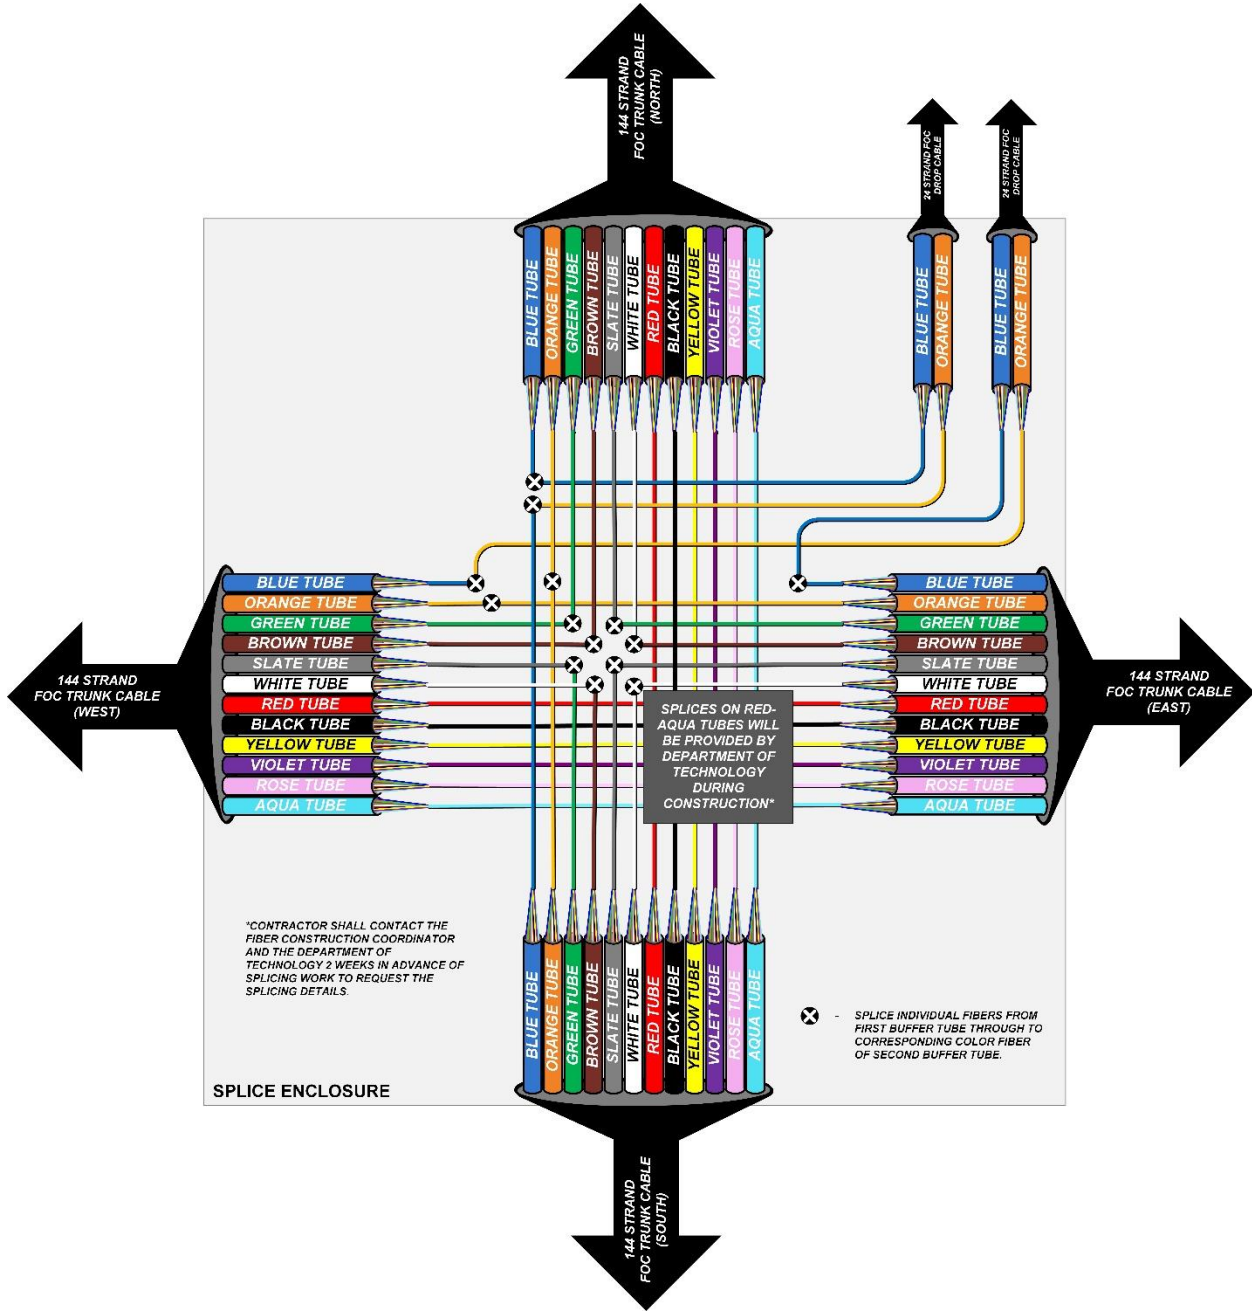 144 STRAND
FOC TRUNK CABLE
(NORTH)
24 STRAND FOC
DROP CABLE
24 STRAND FOC
DROP CABLE
BLUE TUBE
ORANGE TUBE
GREEN TUBE
BROWN TUBE
SLATE TUBE
WHITE TUBE
RED TUBE
BLACK TUBE
YELLOW TUBE
VIOLET TUBE
ROSE TUBE
AQUA TUBE
BLUE TUBE
ORANGE TUBE
BLUE TUBE
ORANGE TUBE
144 STRAND
FOC TRUNK CABLE
(WEST)
BLUE TUBE
ORANGE TUBE
GREEN TUBE
BROWN TUBE
SLATE TUBE
WHITE TUBE
RED TUBE
BLACK TUBE
YELLOW TUBE
VIOLET TUBE
ROSE TUBE
AQUA TUBE
BLUE TUBE
ORANGE TUBE
GREEN TUBE
BROWN TUBE
SLATE TUBE
WHITE TUBE
RED TUBE
BLACK TUBE
YELLOW TUBE
VIOLET TUBE
ROSE TUBE
AQUA TUBE
144 STRAND
FOC TRUNK CABLE
(EAST)
SPLICES ON RED-
AQUA TUBES WILL
BE PROVIDED BY
DEPARTMENT OF
TECHNOLOGY
DURING
CONSTRUCTION*
*CONTRACTOR SHALL CONTACT THE
FIBER CONSTRUCTION COORDINATOR
AND THE DEPARTMENT OF
TECHNOLOGY 2 WEEKS IN ADVANCE OF
SPLICING WORK TO REQUEST THE
SPLICING DETAILS.
BLUE TUBE
ORANGE TUBE
GREEN TUBE
BROWN TUBE
SLATE TUBE
WHITE TUBE
RED TUBE
BLACK TUBE
YELLOW TUBE
VIOLET TUBE
ROSE TUBE
AQUA TUBE
- SPLICE INDIVIDUAL FIBERS FROM
FIRST BUFFER TUBE THROUGH TO
CORRESPONDING COLOR FIBER
OF SECOND BUFFER TUBE.
SPLICE ENCLOSURE
144 STRAND
FOC TRUNK CABLE
(SOUTH)